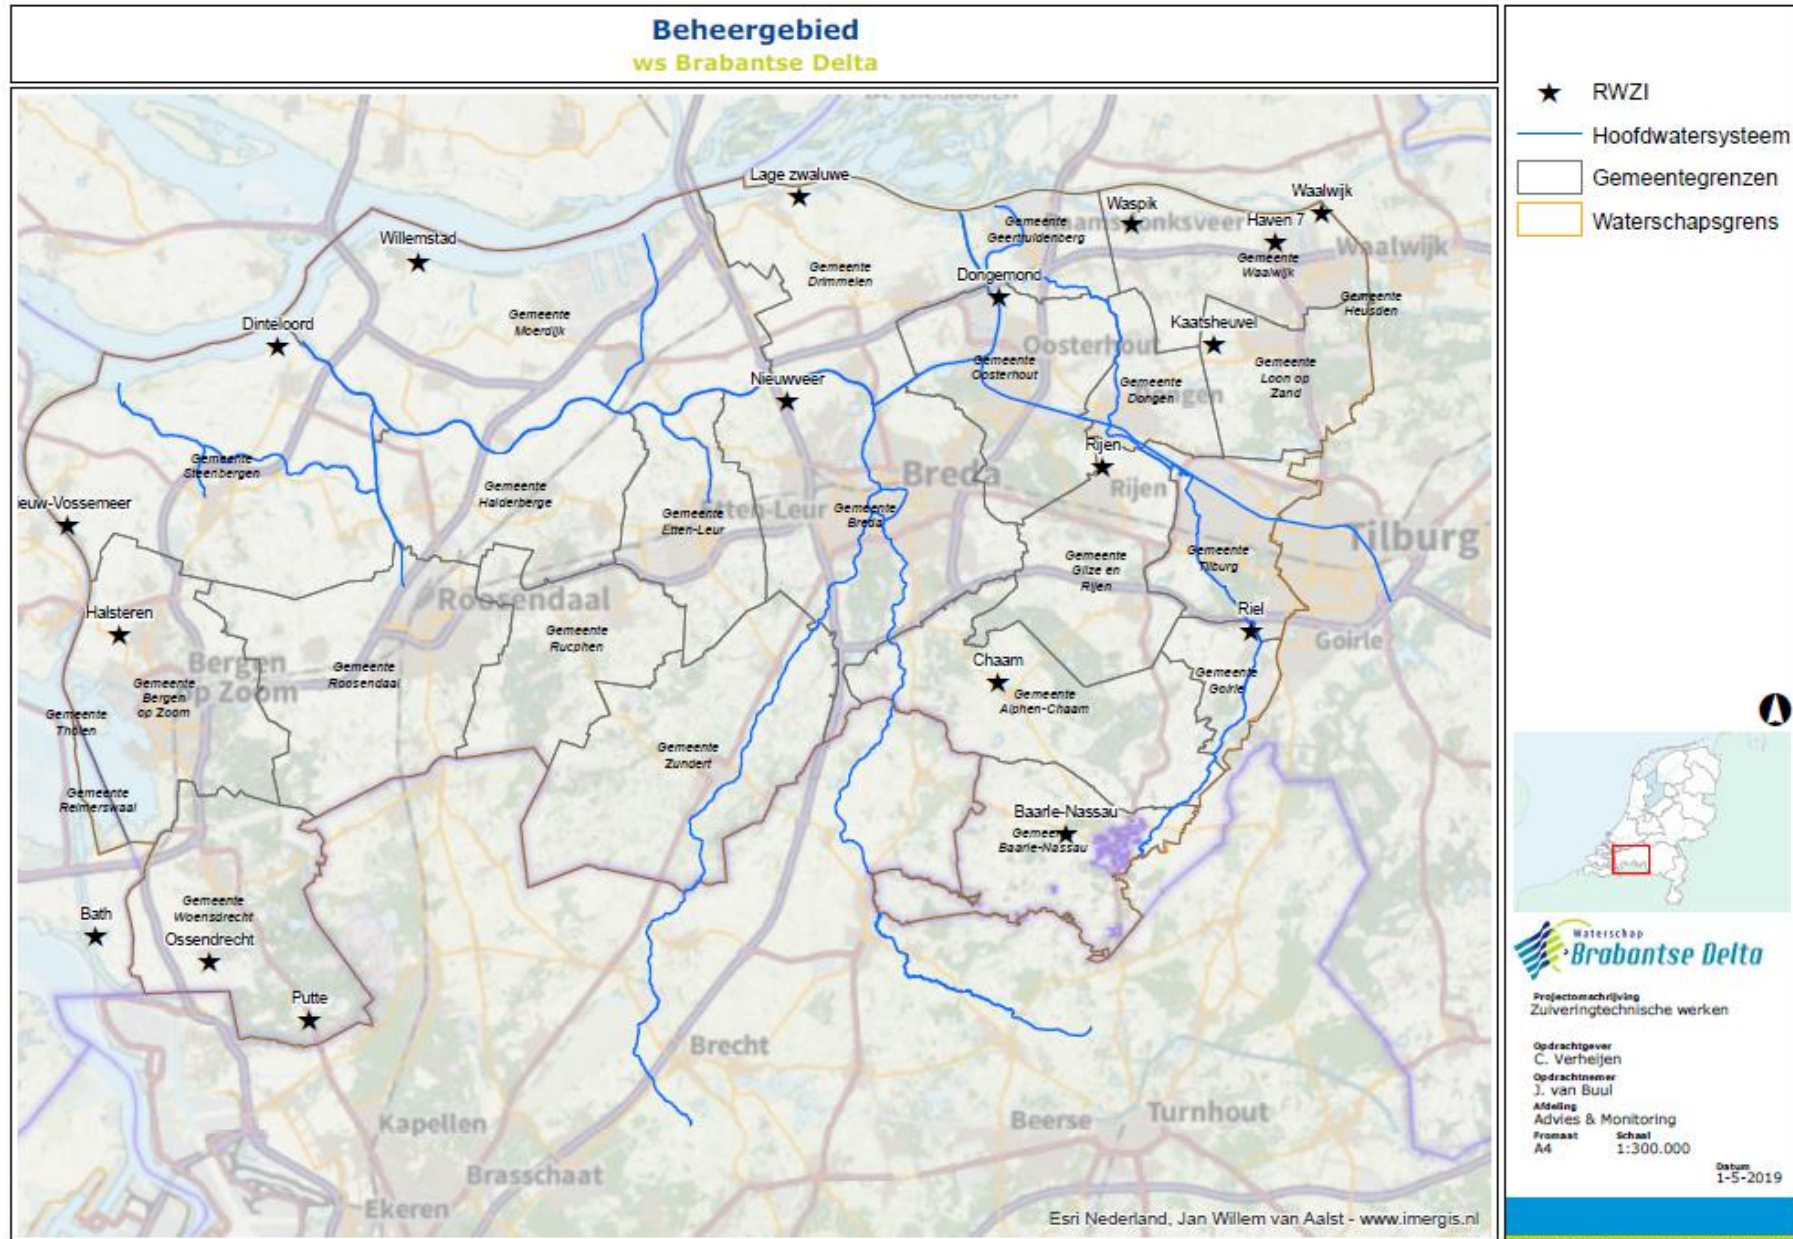 Beheergebied
ws Brabantse Delta
RWZI
Hoofdwatersysteem
Gemeentegrenzen
Waterschapsgrens
Lage zwaluwe
Waalwijk
Waspik
Haven 7
Waalwijk
Gemeente
Geertruidenberg
Willemstad
Gemeente
Drimmelen
Gemeente
Waalwijk
Dongemond
Gemeente
Heusden
Dinteloord
Gemeente
Moerdijk
Kaatsheuvel
Oosterhout
Gemeente
Oosterhout
Gemeente
Loon op
Zand
Nieuwveer
Gemeente
Dongen
Rijen
Gemeente
Steenbergen
Breda
Rijen
Gemeente
Halderberge
ieuw-Vossemeer
Etten-Leur
Gemeente
Etten-Leur
Gemeente
Breda
Tilburg
Gemeente
Gilze en
Rijen
Gemeente
Tilburg
Halsteren
Roosendaal
Riel
Goirle
Gemeente
Rucphen
Bergen
op Zoom
Gemeente
Roosendaal
Chaam
Gemeente
Goirle
Gemeente
Bergen
op Zoom
Gemeente
Alphen-Chaam
Gemeente
Tholen
Gemeente
Zundert
Gemeente
Reimerswaal
Baarle-Nassau
Gemeen
Baarle-Nassau
Bath
Gemeente
Woensdrecht
Ossendrecht
Putte
Brecht
Kapellen
Beerse
Turnhout
Brasschaat
Ekeren
Esri Nederland, Jan Willem van Aalst - www.imergis.nl
Waterschap
Brabantse Delta
Projectomschrijving
Zuiveringtechnische werken
Opdrachtgever
C. Verheijen
Opdrachtnemer
J. van Buul
Afdeling
Advies & Monitoring
Fromaat Schaal
A4 1:300.000
Datum
1-5-2019